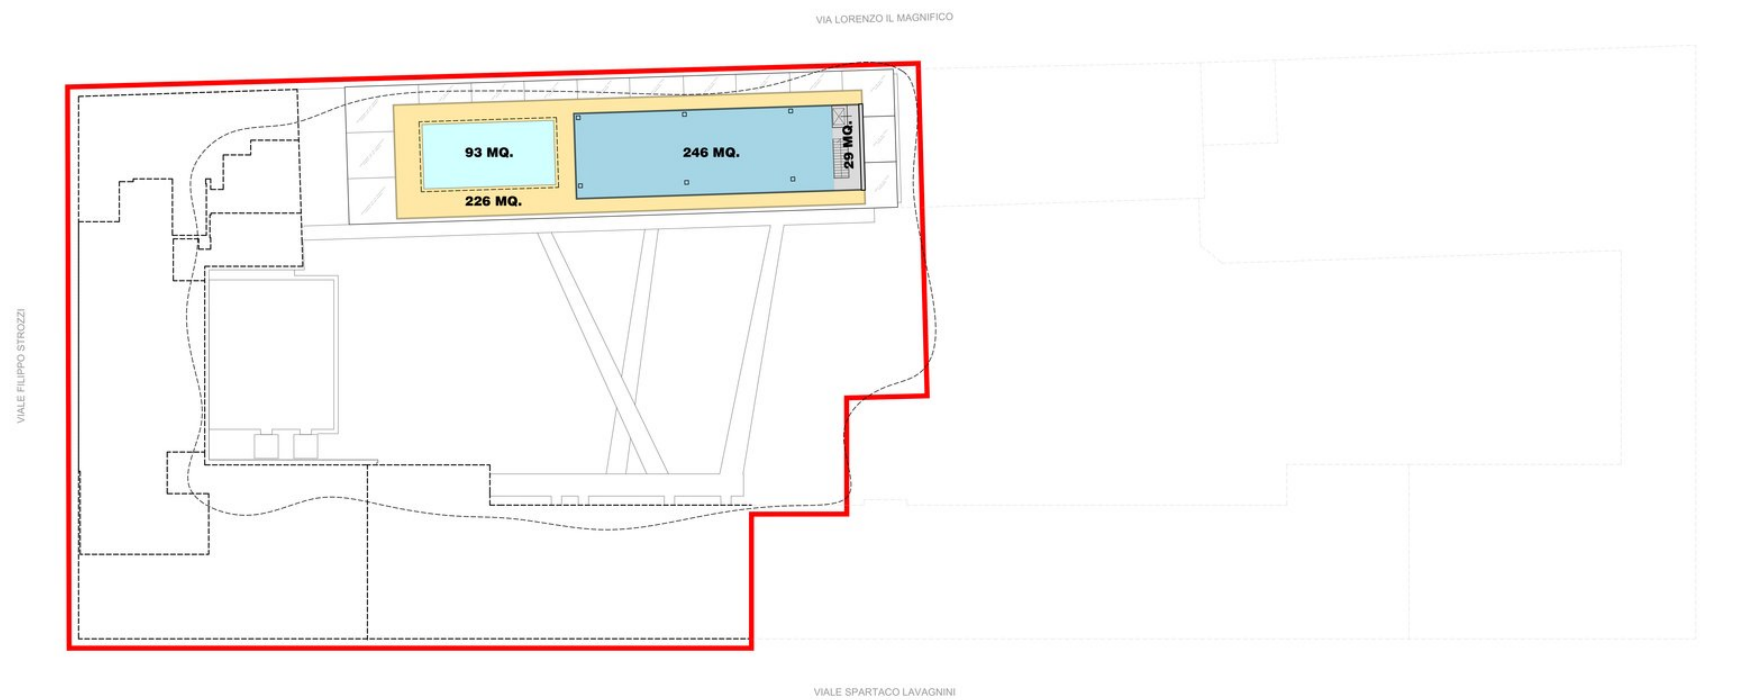 VIA LORENZO IL MAGNIFICO
93 MQ.
246 MQ.
29 MQ.
226 MQ.
VIALE FILIPPO STROZZI
VIALE SPARTACO LAVAGNINI